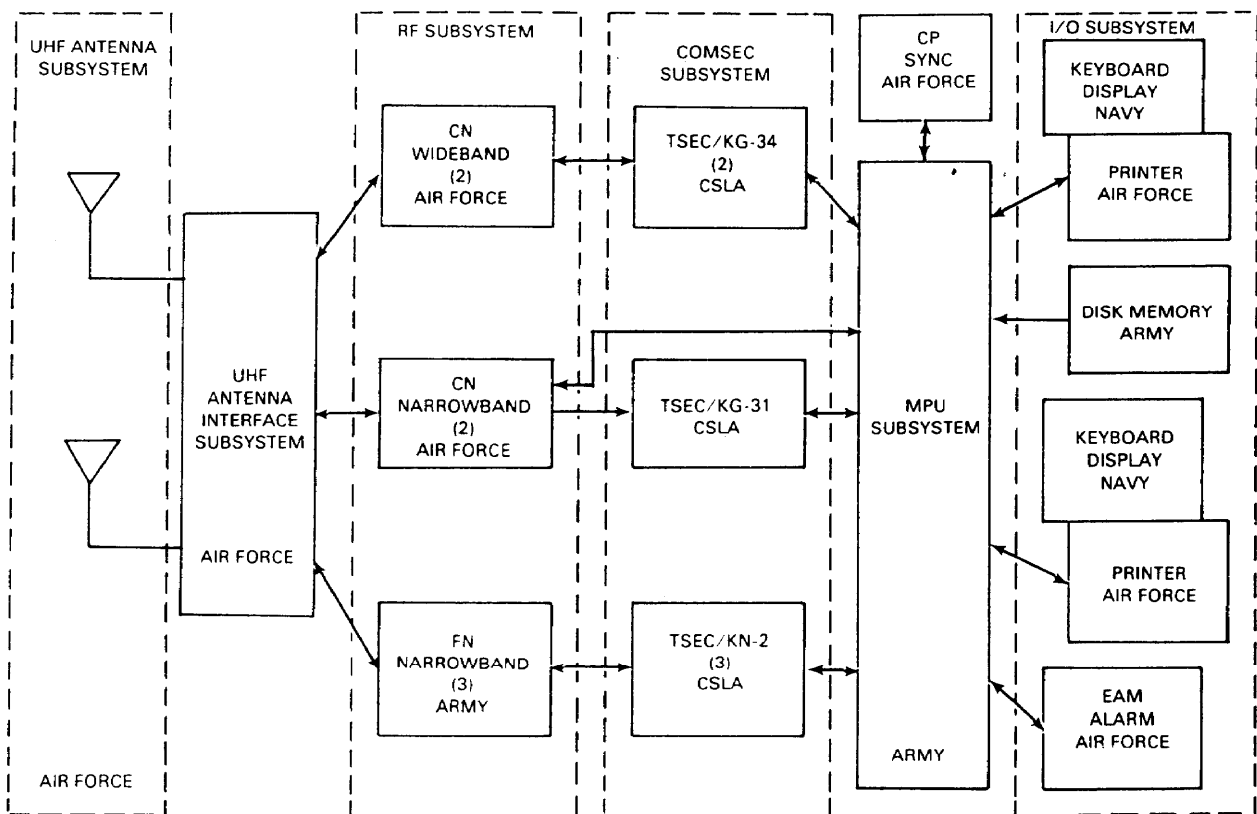 UHF ANTENNA
SUBSYSTEM
AIR FORCE
UHF
ANTENNA
INTERFACE
SUBSYSTEM
AIR FORCE
RF SUBSYSTEM
CN
WIDEBAND
(2)
AIR FORCE
CN
NARROWBAND
(2)
AIR FORCE
FN
NARROWBAND
(3)
ARMY
COMSEC
SUBSYSTEM
TSEC/KG-34
(2)
CSLA
TSEC/KG-31
CSLA
TSEC/KN-2
(3)
CSLA
CP
SYNC
AIR FORCE
MPU
SUBSYSTEM
ARMY
I/O SUBSYSTEM
KEYBOARD
DISPLAY
NAVY
PRINTER
AIR FORCE
DISK MEMORY
ARMY
KEYBOARD
DISPLAY
NAVY
PRINTER
AIR FORCE
EAM
ALARM
AIR FORCE